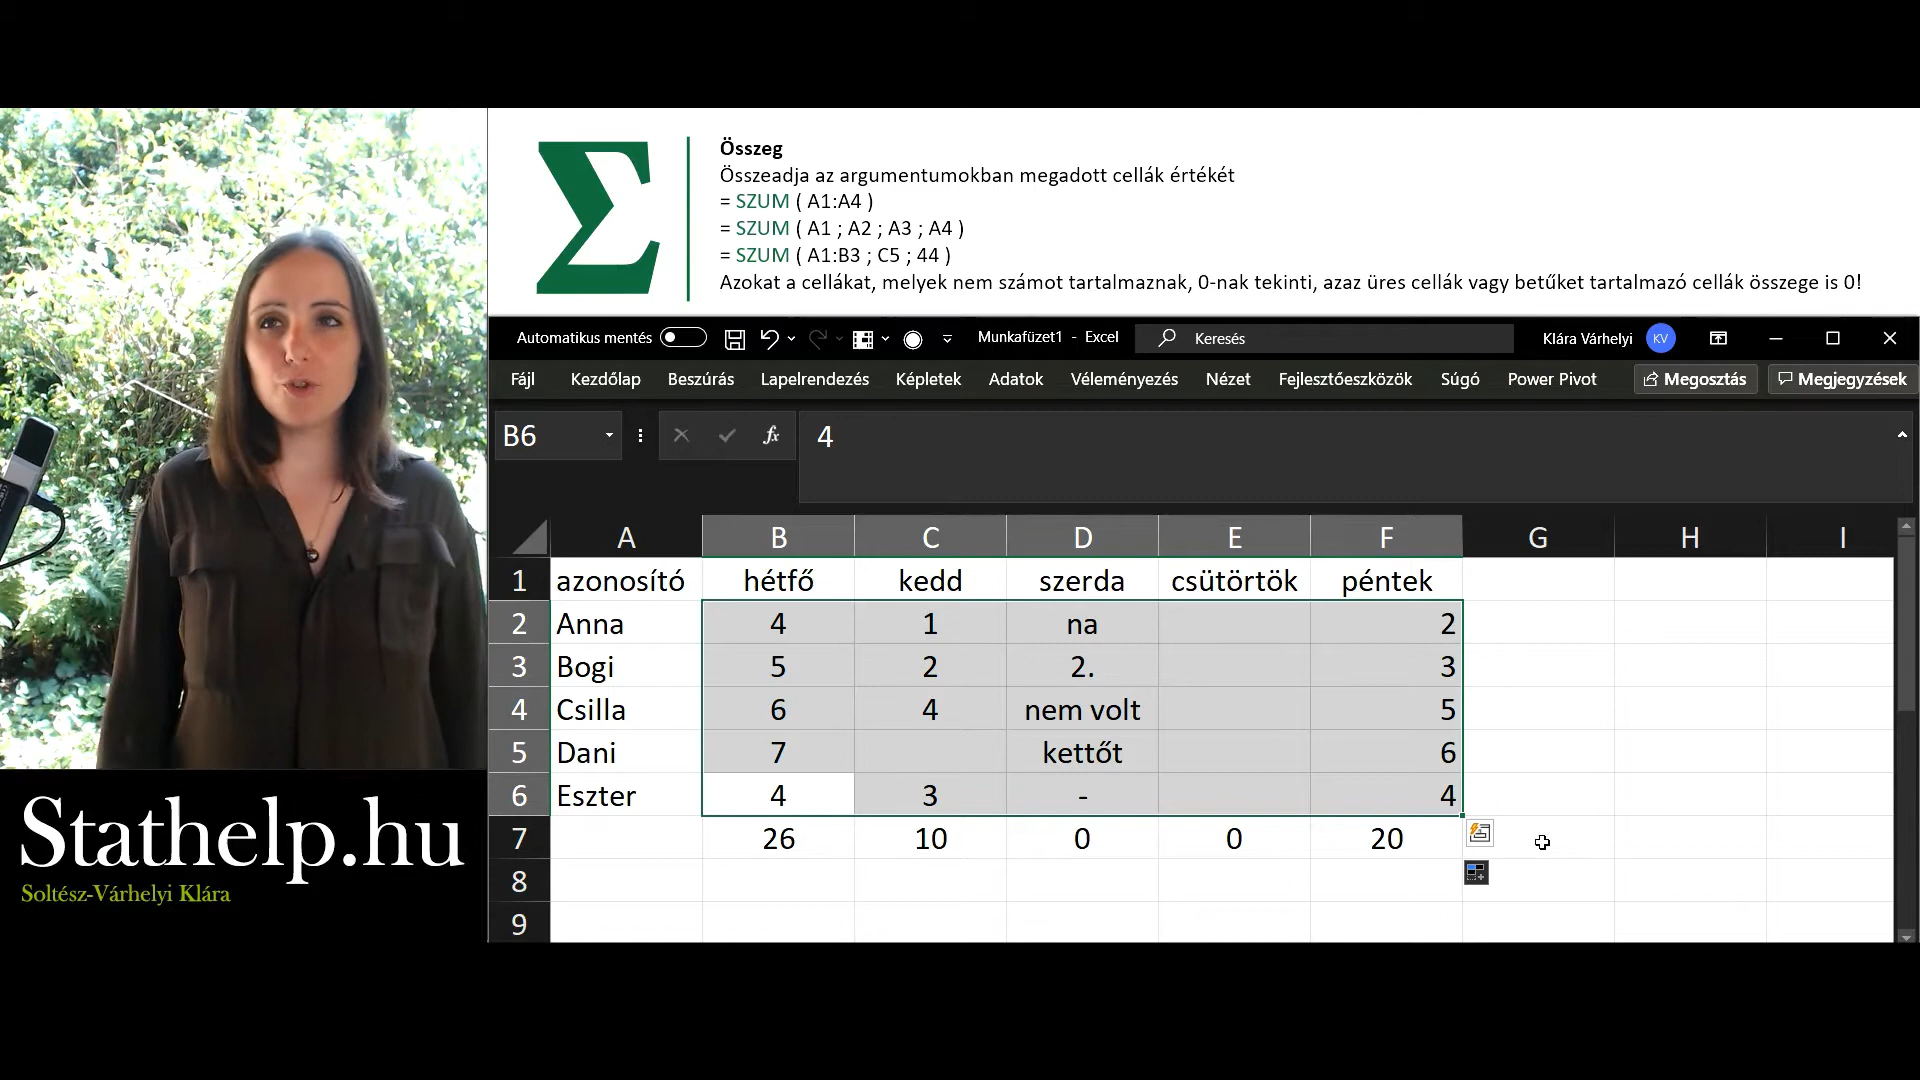 Σ
Összeg
Összeadja az argumentumokban megadott cellák értékét
= SZUM ( A1:A4 )
= SZUM ( A1 ; A2 ; A3 ; A4 )
= SZUM ( A1:B3 ; C5 ; 44 )
Azokat a cellákat, melyek nem számot tartalmaznak, 0-nak tekinti, azaz üres cellák vagy betűket tartalmazó cellák összege is 0!
Automatikus mentés Munkafüzet1 - Excel Keresés Klára Várhelyi KV
Fájl Kezdőlap Beszúrás Lapelrendezés Képletek Adatok Véleményezés Nézet Fejlesztőeszközök Súgó Power Pivot Megosztás Megjegyzések
B6 fx 4
A B C D E F G H I
1 azonosító hétfő kedd szerda csütörtök péntek
2 Anna 4 1 na 2
3 Bogi 5 2 2. 3
4 Csilla 6 4 nem volt 5
5 Dani 7 kettőt 6
6 Eszter 4 3 - 4
7 26 10 0 0 20
8
9
Stathelp.hu
Soltész-Várhelyi Klára